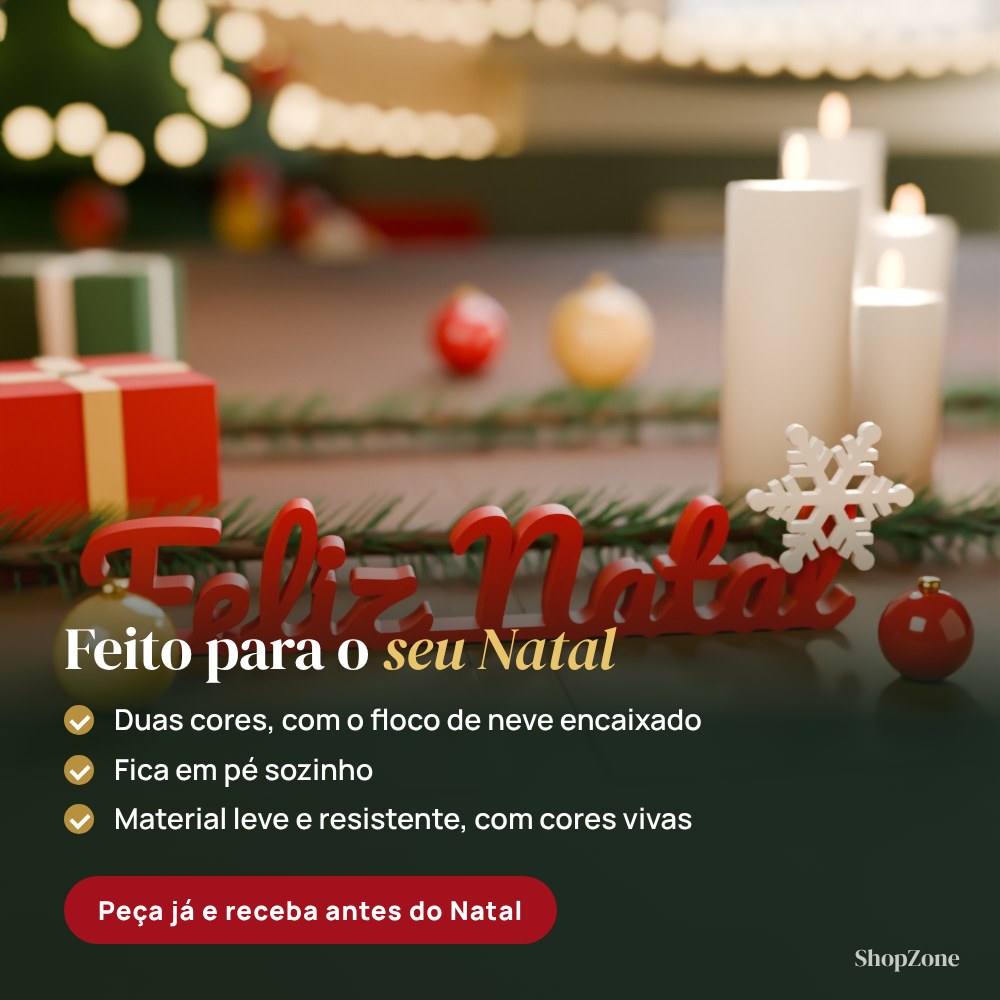 Feliz Natal
Feito para o seu Natal
Duas cores, com o floco de neve encaixado
Fica em pé sozinho
Material leve e resistente, com cores vivas
Peça já e receba antes do Natal
ShopZone